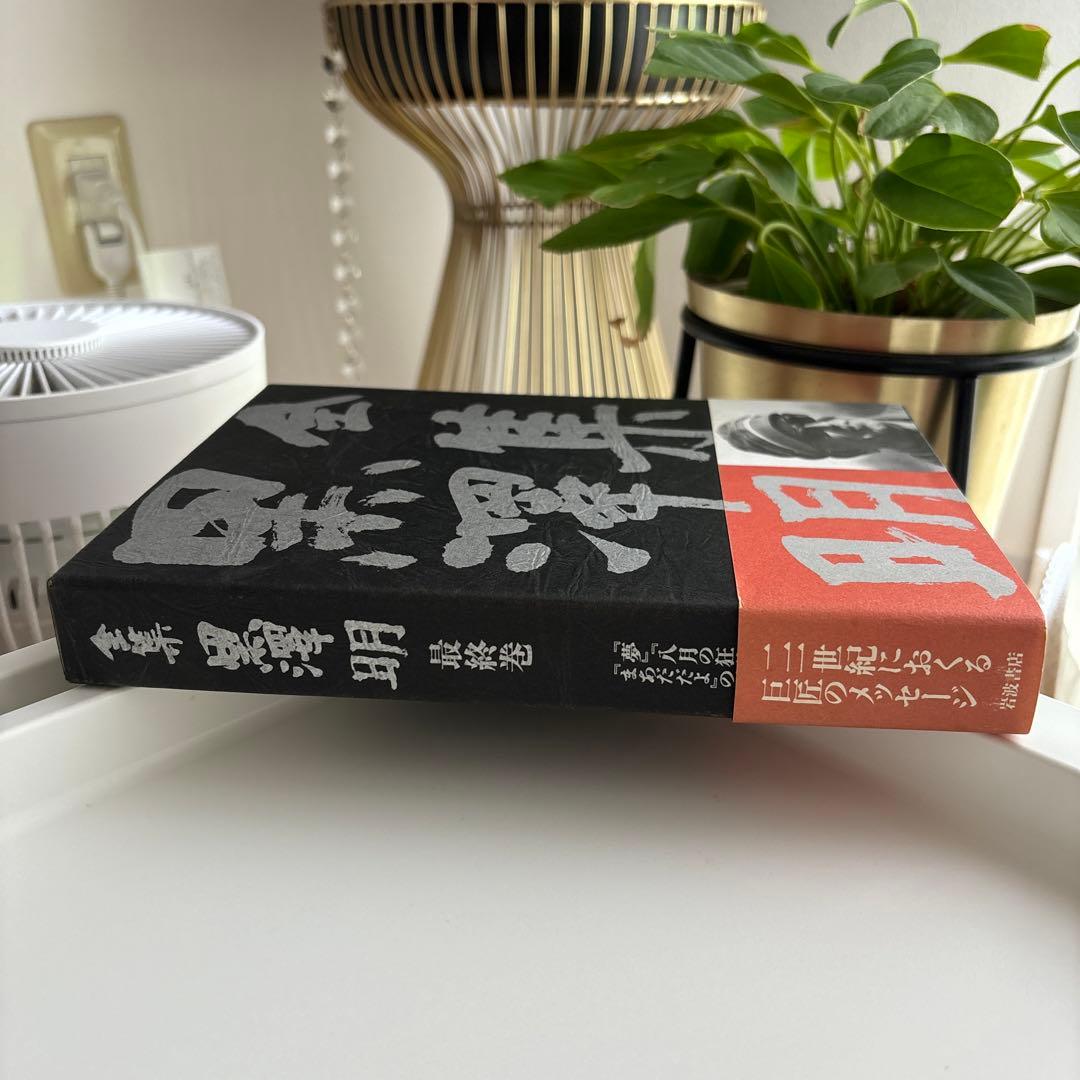 全集
黒澤明
全集 黒澤明 最終巻
『夢』『八月の狂
『まあだだよ』の
二一世紀におくる
巨匠のメッセージ
岩波書店